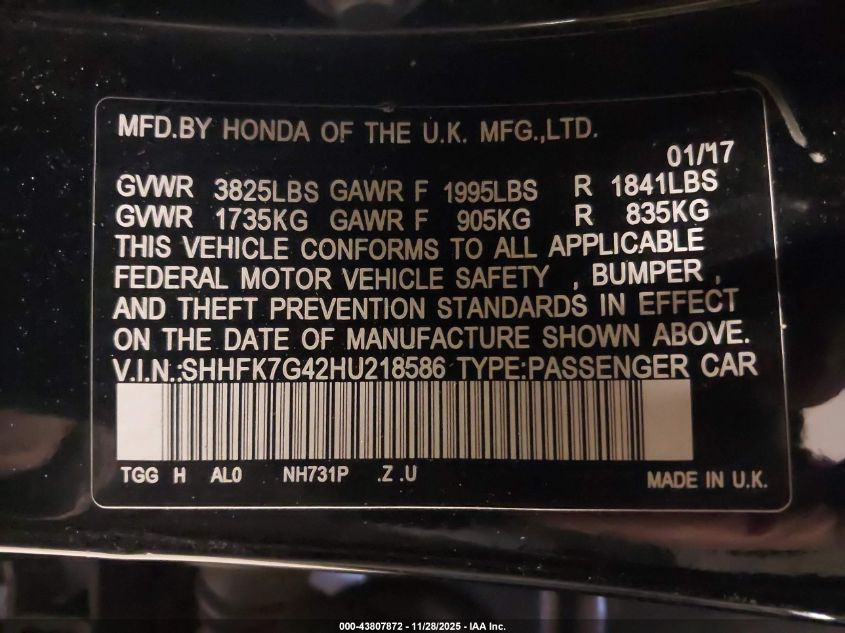 MFD.BY HONDA OF THE U.K. MFG.,LTD.
01/17
GVWR 3825LBS GAWR F 1995LBS R 1841LBS
GVWR 1735KG GAWR F 905KG R 835KG
THIS VEHICLE CONFORMS TO ALL APPLICABLE
FEDERAL MOTOR VEHICLE SAFETY , BUMPER ,
AND THEFT PREVENTION STANDARDS IN EFFECT
ON THE DATE OF MANUFACTURE SHOWN ABOVE.
V.I.N.:SHHFK7G42HU218586 TYPE:PASSENGER CAR
TGG H AL0 NH731P .Z .U MADE IN U.K.
000-43807872 - 11/28/2025 - IAA Inc.